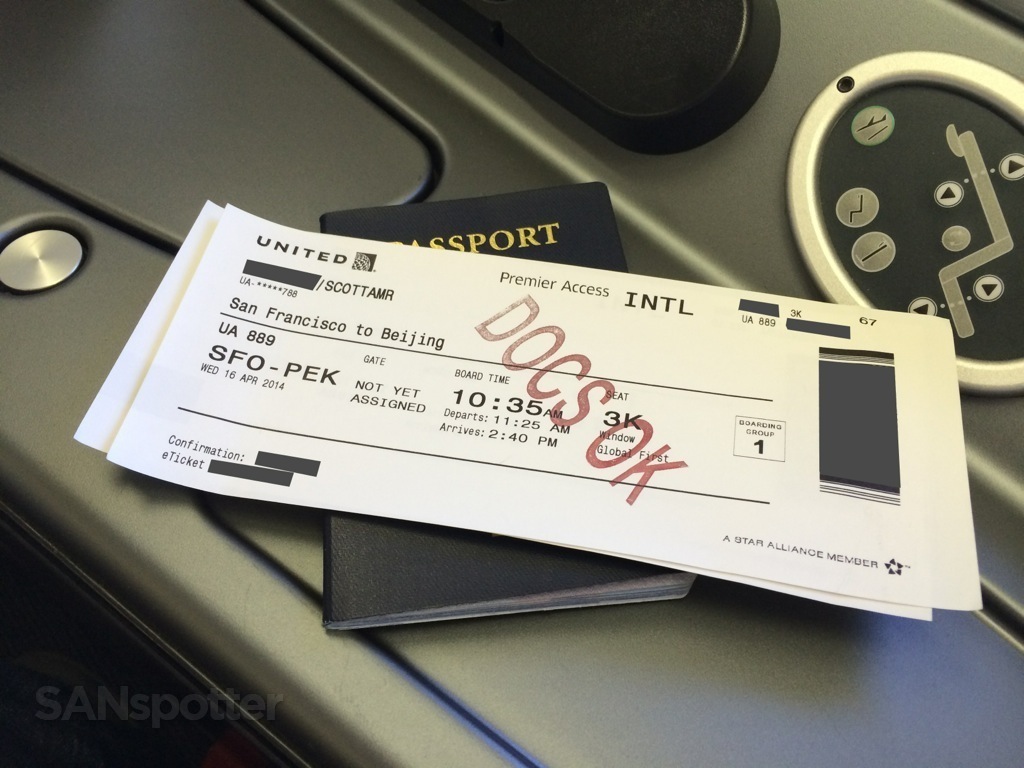 PASSPORT
UNITED
/SCOTTAMR
UA-*****788
Premier Access INTL
UA 889 3K 67
San Francisco to Beijing
UA 889
SFO-PEK
WED 16 APR 2014
GATE
NOT YET
ASSIGNED
BOARD TIME
10:35AM
Departs: 11:25 AM
Arrives: 2:40 PM
SEAT
3K
Window
Global First
BOARDING
GROUP
1
DOCS OK
Confirmation:
eTicket
A STAR ALLIANCE MEMBER
SANspotter